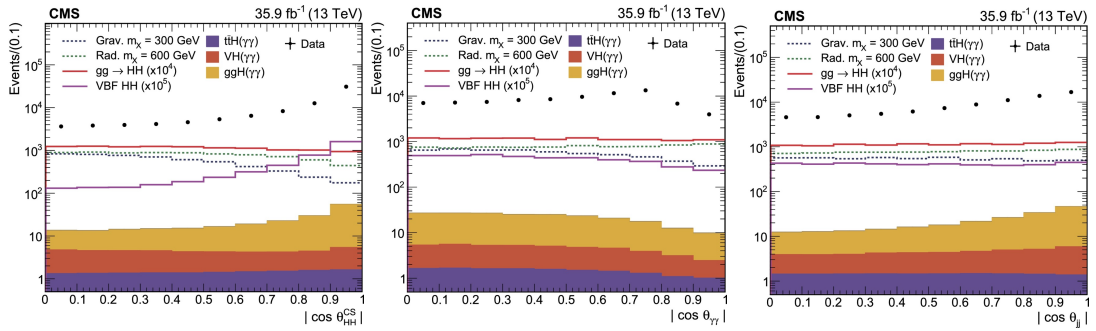 CMS 35.9 fb⁻¹ (13 TeV)
Events/(0.1)
Grav. mₓ = 300 GeV
Rad. mₓ = 600 GeV
gg → HH (x10⁴)
VBF HH (x10⁵)
ttH(γγ)
VH(γγ)
ggH(γγ)
Data
10⁵
10⁴
10³
10²
10
1
0 0.1 0.2 0.3 0.4 0.5 0.6 0.7 0.8 0.9 1
| cos θ_HH^CS |
CMS 35.9 fb⁻¹ (13 TeV)
Events/(0.1)
Grav. mₓ = 300 GeV
Rad. mₓ = 600 GeV
gg → HH (x10⁴)
VBF HH (x10⁵)
ttH(γγ)
VH(γγ)
ggH(γγ)
Data
10⁵
10⁴
10³
10²
10
1
0 0.1 0.2 0.3 0.4 0.5 0.6 0.7 0.8 0.9 1
| cos θ_γγ |
CMS 35.9 fb⁻¹ (13 TeV)
Events/(0.1)
Grav. mₓ = 300 GeV
Rad. mₓ = 600 GeV
gg → HH (x10⁴)
VBF HH (x10⁵)
ttH(γγ)
VH(γγ)
ggH(γγ)
Data
10⁵
10⁴
10³
10²
10
1
0 0.1 0.2 0.3 0.4 0.5 0.6 0.7 0.8 0.9 1
| cos θ_jj |